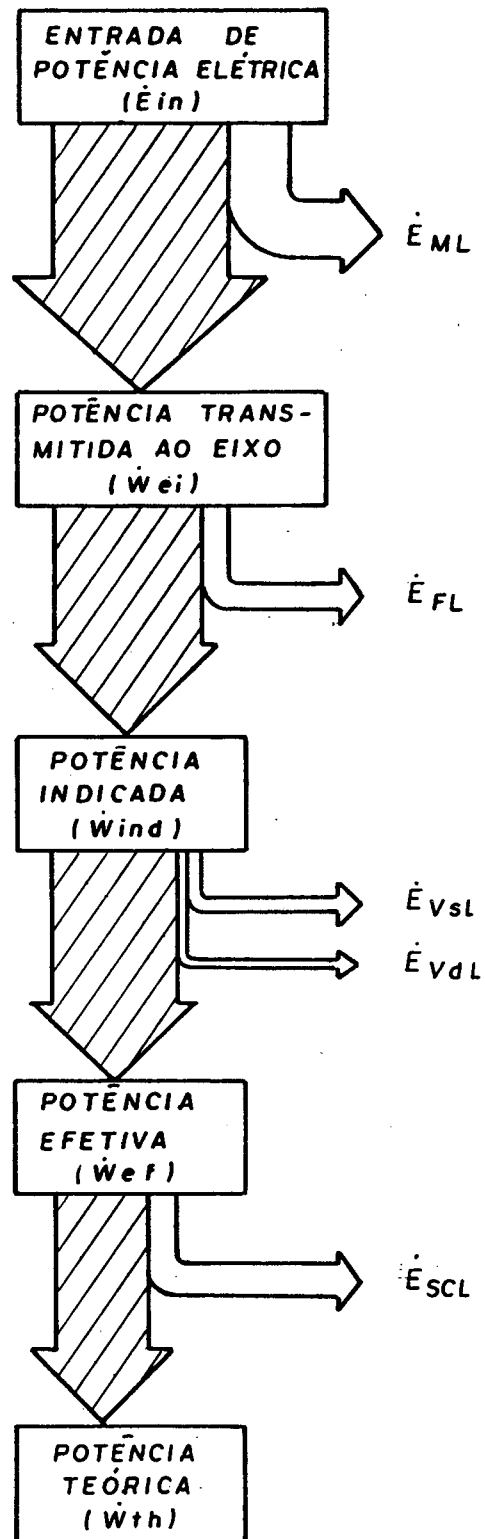 ENTRADA DE
POTÊNCIA ELÉTRICA
(Ėin)
ĖML
POTÊNCIA TRANS-
MITIDA AO EIXO
(Ẇei)
ĖFL
POTÊNCIA
INDICADA
(Ẇind)
ĖVsL
ĖVdL
POTÊNCIA
EFETIVA
(Ẇef)
ĖSCL
POTÊNCIA
TEÓRICA
(Ẇth)